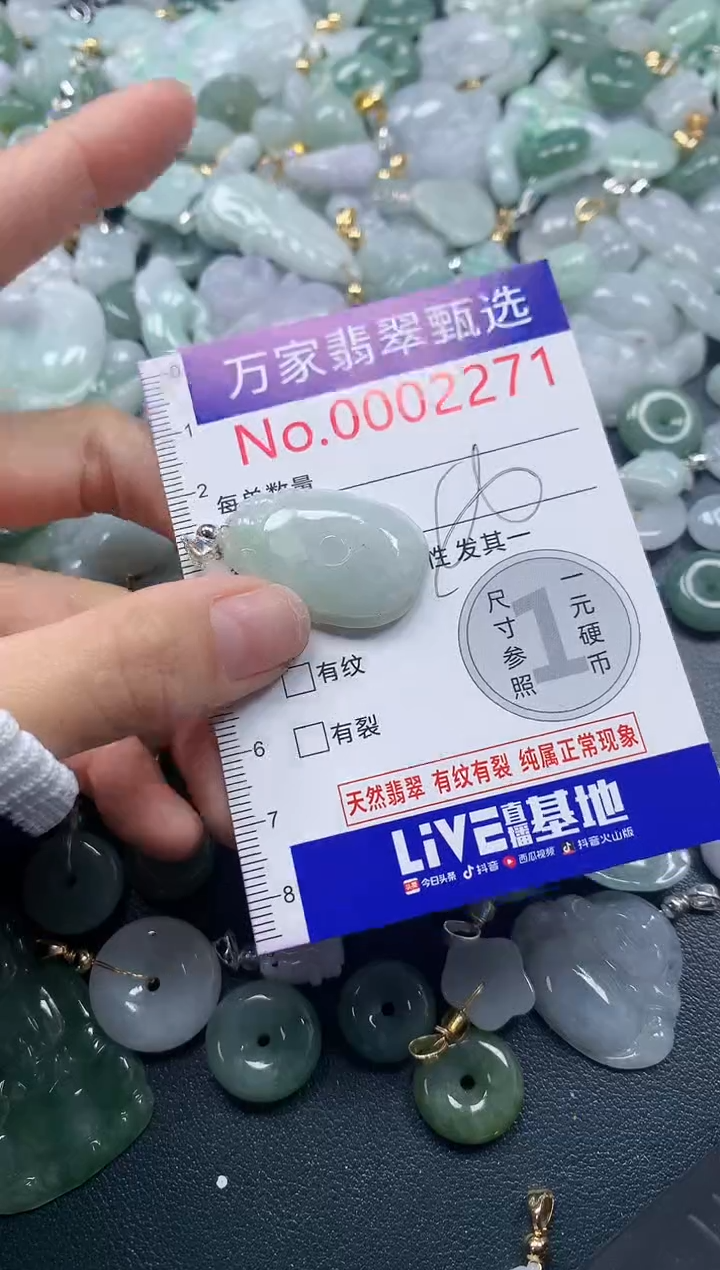 万家翡翠甄选
No.0002271
0
1
2
每单数量
性发其一
尺寸参照
1
一元硬币
□有纹
6
□有裂
7
天然翡翠 有纹有裂 纯属正常现象
LiVE直播基地
8
今日头条 抖音 西瓜视频 抖音火山版